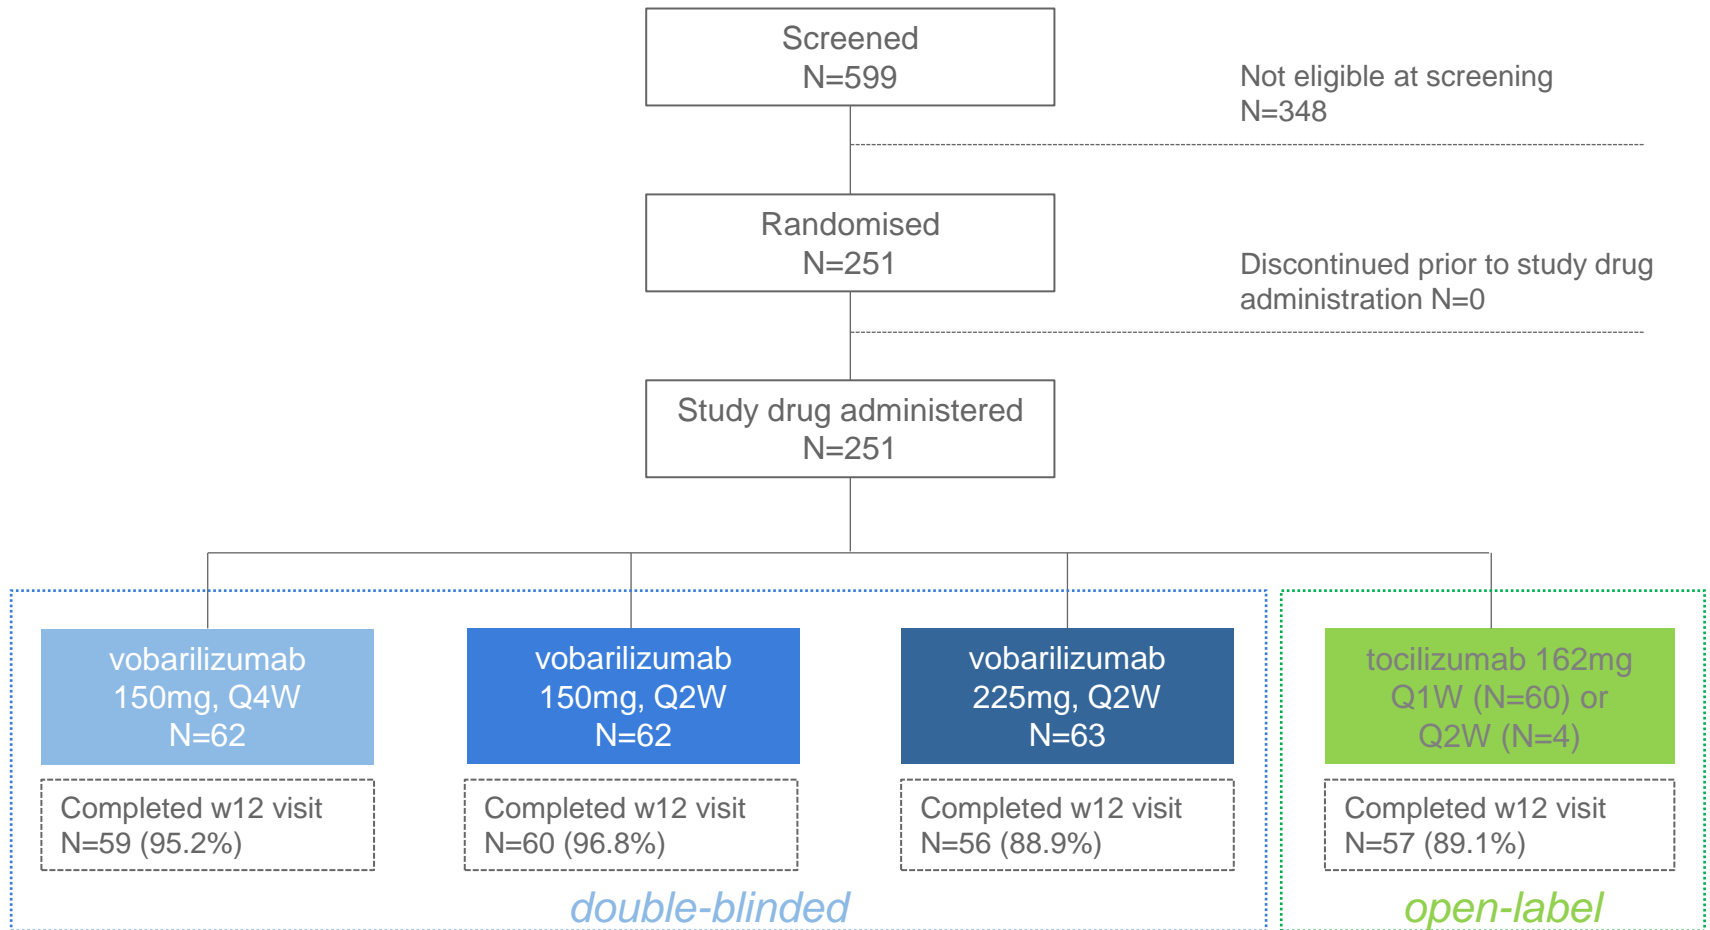 Screened
N=599
Not eligible at screening
N=348
Randomised
N=251
Discontinued prior to study drug
administration N=0
Study drug administered
N=251
vobarilizumab
150mg, Q4W
N=62
vobarilizumab
150mg, Q2W
N=62
vobarilizumab
225mg, Q2W
N=63
tocilizumab 162mg
Q1W (N=60) or
Q2W (N=4)
Completed w12 visit
N=59 (95.2%)
Completed w12 visit
N=60 (96.8%)
Completed w12 visit
N=56 (88.9%)
Completed w12 visit
N=57 (89.1%)
double-blinded
open-label